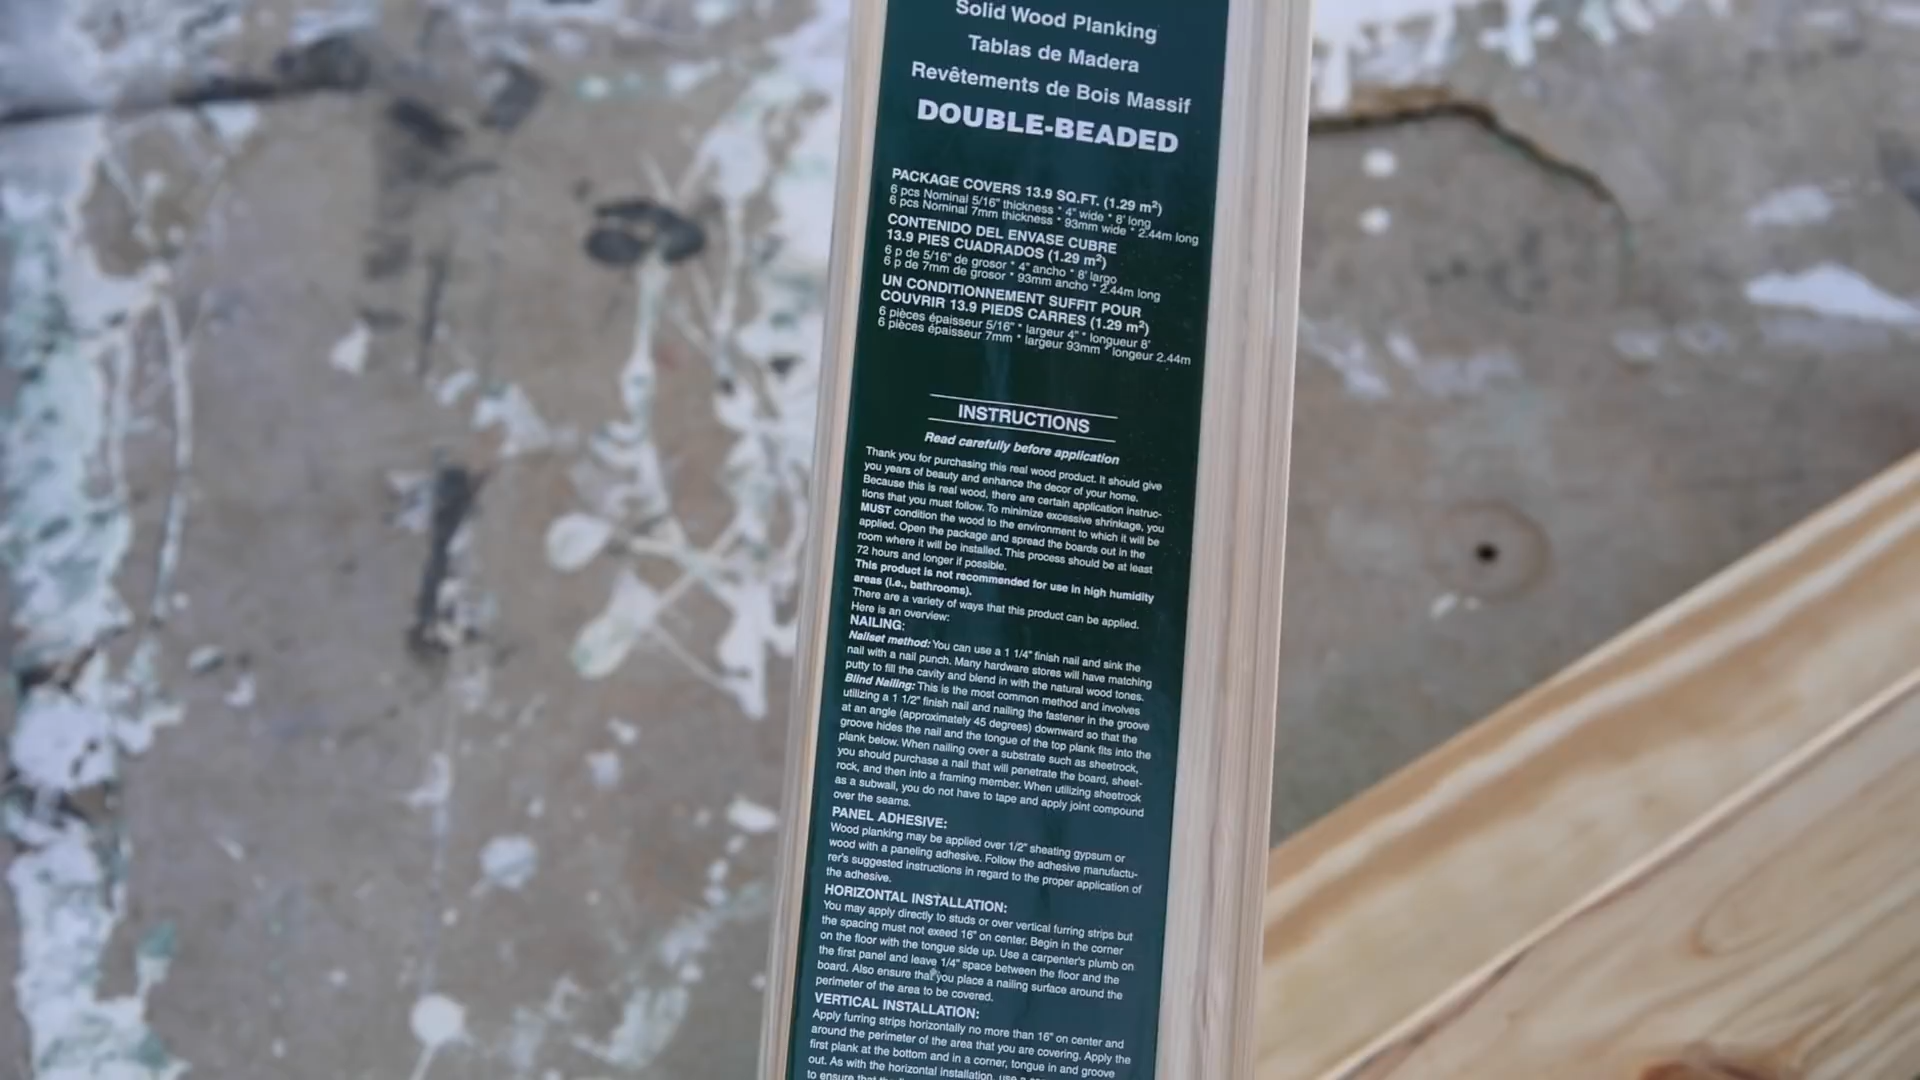 Solid Wood Planking
Tablas de Madera
Revêtements de Bois Massif
DOUBLE-BEADED
PACKAGE COVERS 13.9 SQ.FT. (1.29 m²)
6 pcs Nominal 5/16" thickness * 4" wide * 8' long
6 pcs Nominal 7mm thickness * 93mm wide * 2.44m long
CONTENIDO DEL ENVASE CUBRE
13.9 PIES CUADRADOS (1.29 m²)
6 p de 5/16" de grosor * 4" ancho * 8' largo
6 p de 7mm de grosor * 93mm ancho * 2.44m long
UN CONDITIONNEMENT SUFFIT POUR
COUVRIR 13.9 PIEDS CARRES (1.29 m²)
6 pièces épaisseur 5/16" * largeur 4" * longueur 8'
6 pièces épaisseur 7mm * largeur 93mm * longeur 2.44m
INSTRUCTIONS
Read carefully before application
Thank you for purchasing this real wood product. It should give
you years of beauty and enhance the decor of your home.
Because this is real wood, there are certain application instruc-
tions that you must follow. To minimize excessive shrinkage, you
MUST condition the wood to the environment to which it will be
applied. Open the package and spread the boards out in the
room where it will be installed. This process should be at least
72 hours and longer if possible.
This product is not recommended for use in high humidity
areas (i.e., bathrooms).
There are a variety of ways that this product can be applied.
Here is an overview:
NAILING:
Nailset method: You can use a 1 1/4" finish nail and sink the
nail with a nail punch. Many hardware stores will have matching
putty to fill the cavity and blend in with the natural wood tones.
Blind Nailing: This is the most common method and involves
utilizing a 1 1/2" finish nail and nailing the fastener in the groove
at an angle (approximately 45 degrees) downward so that the
groove hides the nail and the tongue of the top plank fits into the
plank below. When nailing over a substrate such as sheetrock,
you should purchase a nail that will penetrate the board, sheet-
rock, and then into a framing member. When utilizing sheetrock
as a subwall, you do not have to tape and apply joint compound
over the seams.
PANEL ADHESIVE:
Wood planking may be applied over 1/2" sheating gypsum or
wood with a paneling adhesive. Follow the adhesive manufactu-
rer's suggested instructions in regard to the proper application of
the adhesive.
HORIZONTAL INSTALLATION:
You may apply directly to studs or over vertical furring strips but
the spacing must not exceed 16" on center. Begin in the corner
on the floor with the tongue side up. Use a carpenter's plumb on
the first panel and leave 1/4" space between the floor and the
board. Also ensure that you place a nailing surface around the
perimeter of the area to be covered.
VERTICAL INSTALLATION:
Apply furring strips horizontally no more than 16" on center and
around the perimeter of the area that you are covering. Apply the
first plank at the bottom and in a corner, tongue in and groove
out. As with the horizontal installation, use a
to ensure that the